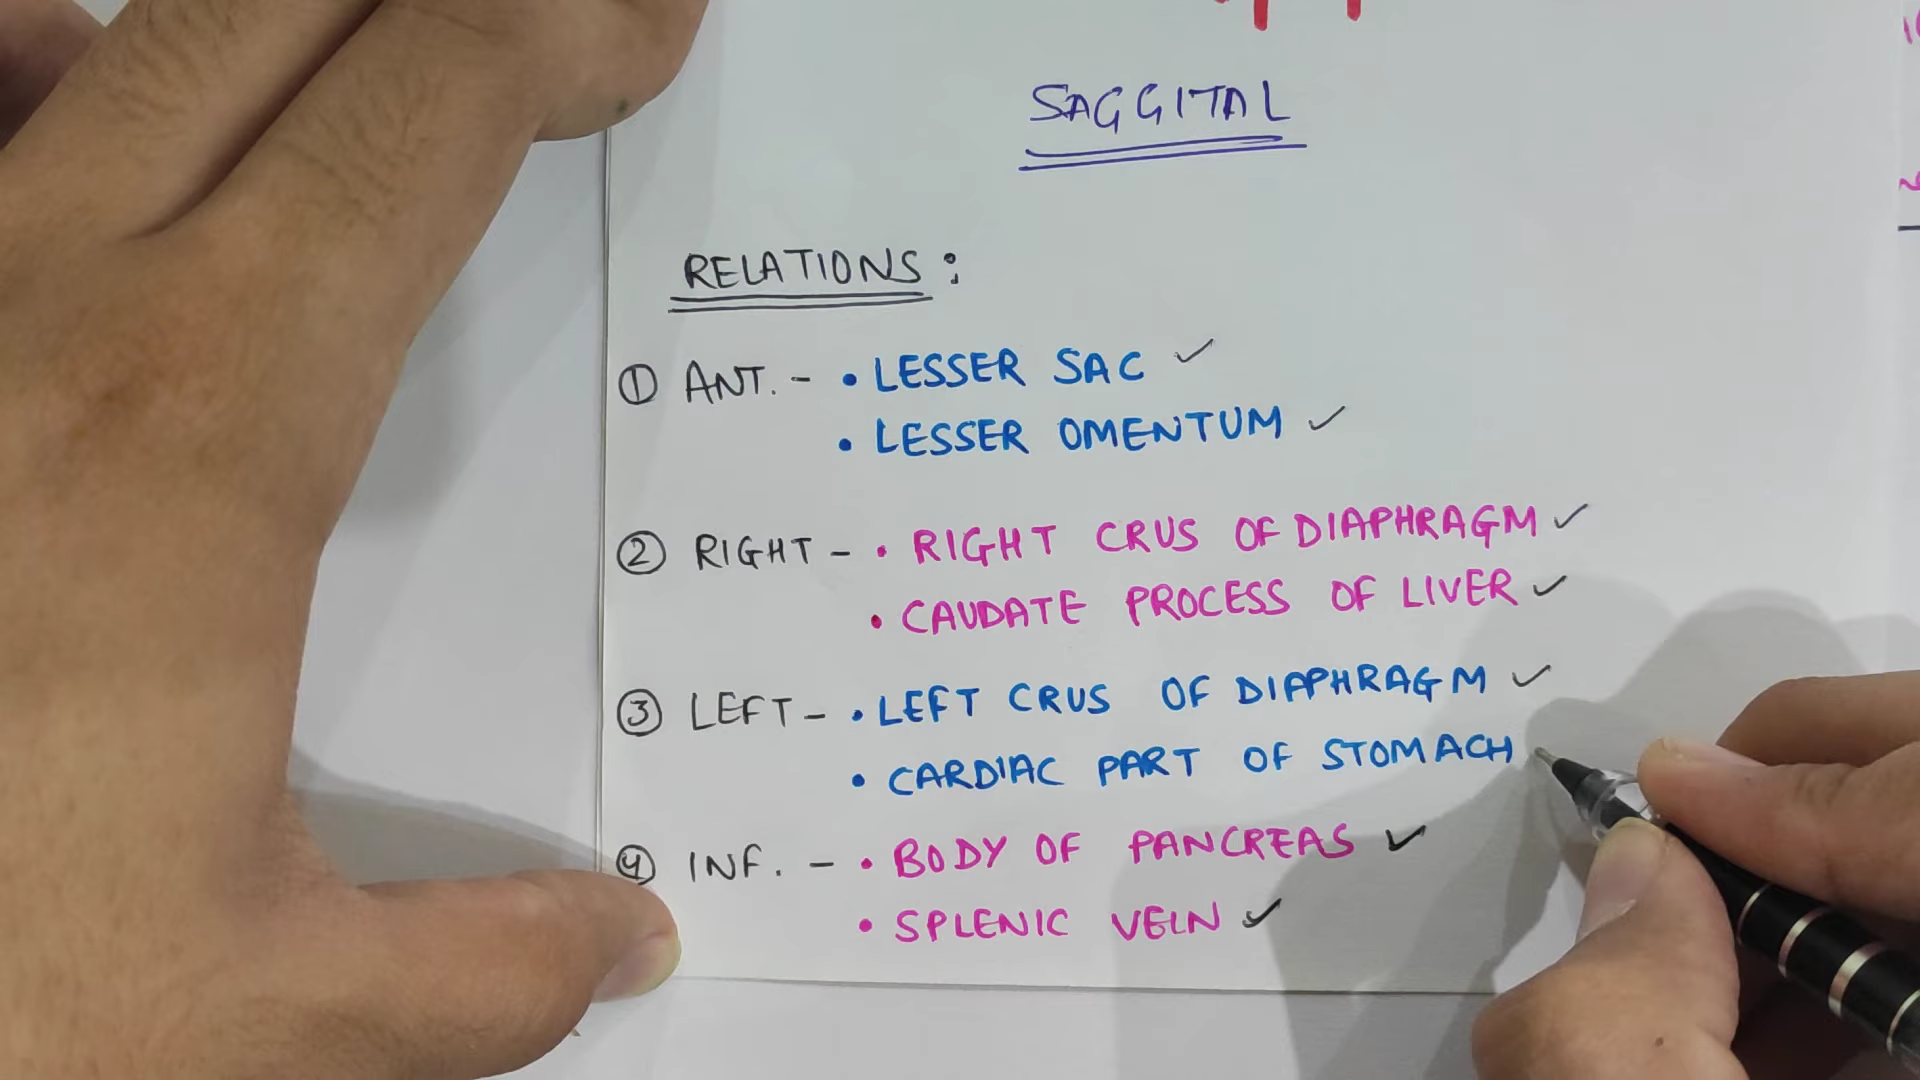 SAGGITAL
RELATIONS :
① ANT. - • LESSER SAC ✓
• LESSER OMENTUM ✓
② RIGHT - • RIGHT CRUS OF DIAPHRAGM ✓
• CAUDATE PROCESS OF LIVER ✓
③ LEFT - • LEFT CRUS OF DIAPHRAGM ✓
• CARDIAC PART OF STOMACH
④ INF. - • BODY OF PANCREAS ✓
• SPLENIC VEIN ✓